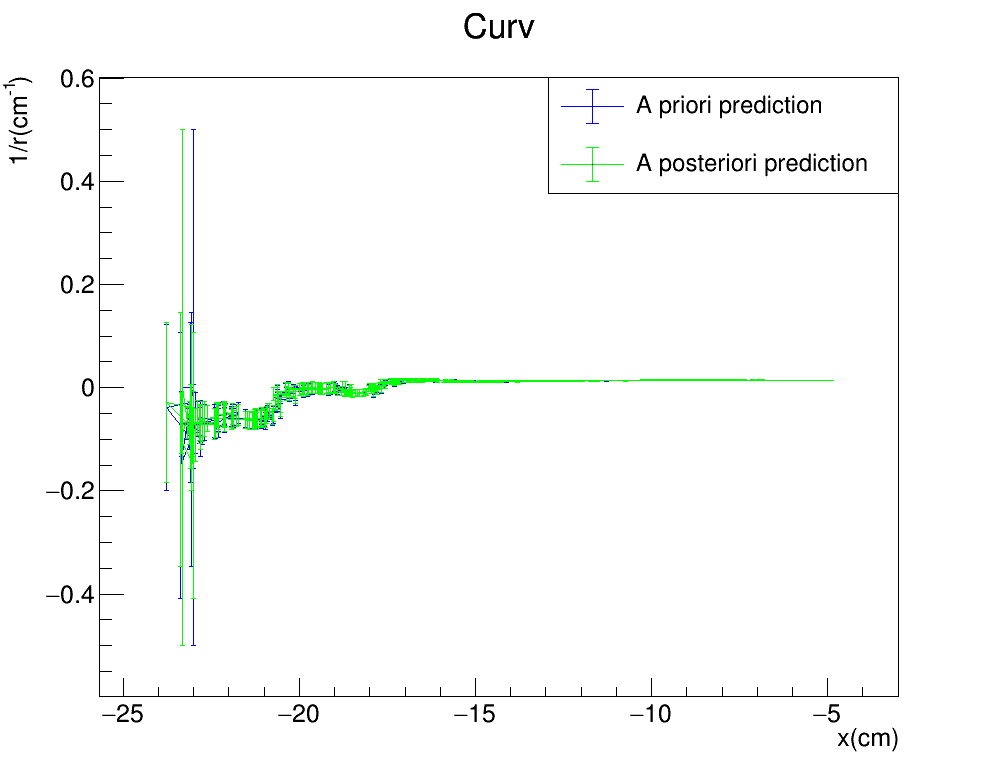 Curv
1/r(cm-1)
A priori prediction
A posteriori prediction
0.6
0.4
0.2
0
−0.2
−0.4
−25 −20 −15 −10 −5
x(cm)